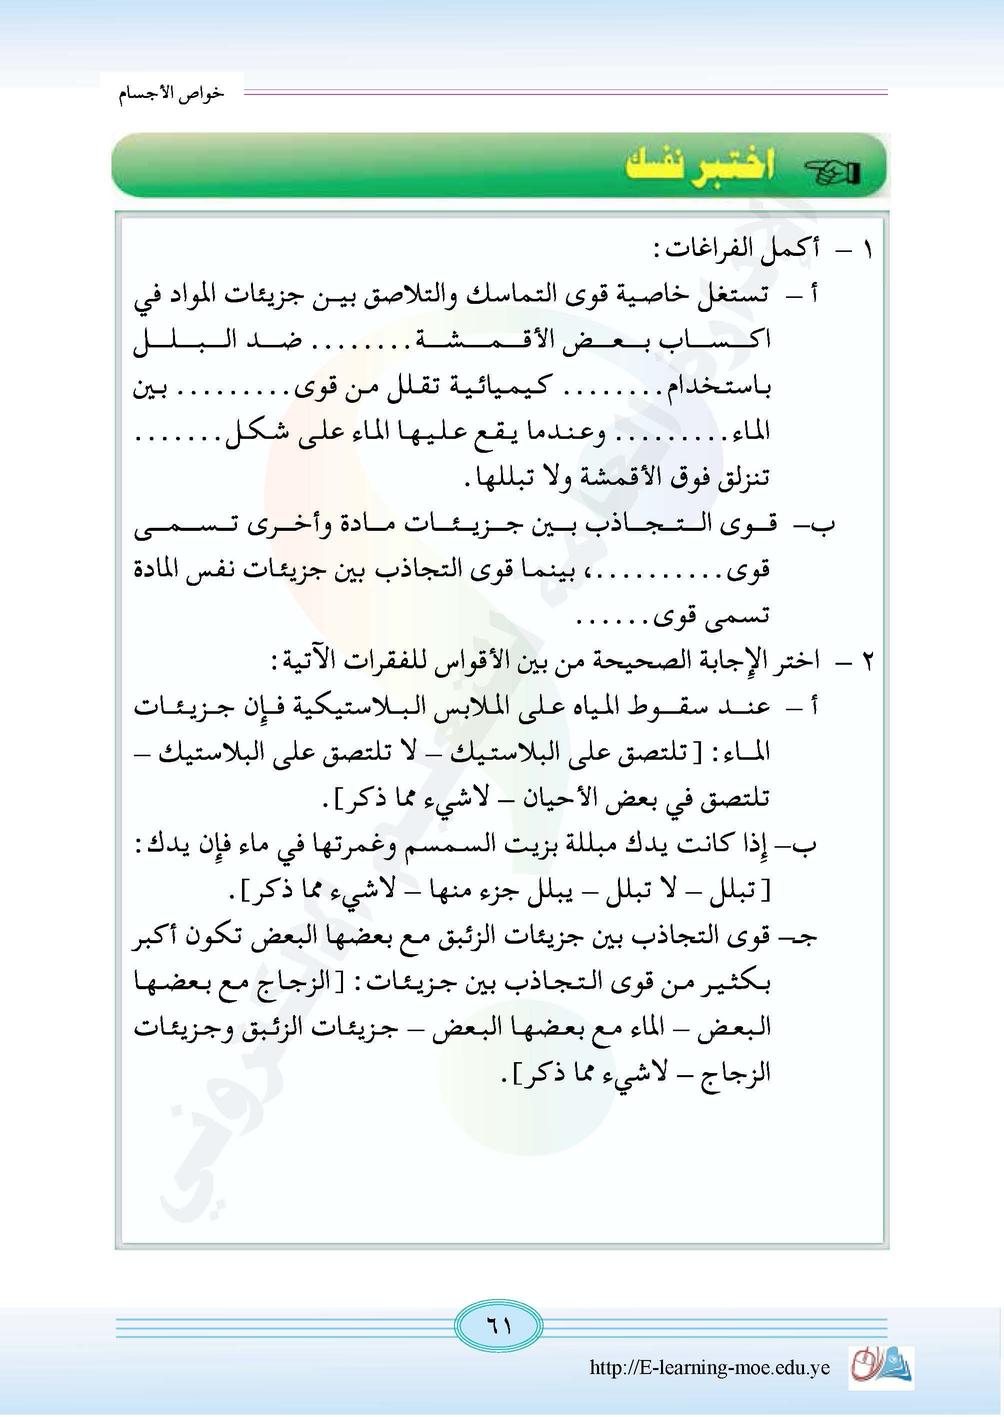 خواص الأجسام
اختبر نفسك
١ – أكمل الفراغات:
أ – تستغل خاصية قوى التماسك والتلاصق بين جزيئات المواد في
اكساب بعض الأقمشة........ ضد البلل
باستخدام........ كيميائية تقلل من قوى......... بين
الماء......... وعندما يقع عليها الماء على شكل.......
تنزلق فوق الأقمشة ولا تبللها.
ب– قوى التجاذب بين جزيئات مادة وأخرى تسمى
قوى..........، بينما قوى التجاذب بين جزيئات نفس المادة
تسمى قوى......
٢ – اختر الإجابة الصحيحة من بين الأقواس للفقرات الآتية:
أ – عند سقوط المياه على الملابس البلاستيكية فإن جزيئات
الماء: [ تلتصق على البلاستيك – لا تلتصق على البلاستيك –
تلتصق في بعض الأحيان – لاشيء مما ذكر].
ب– إذا كانت يدك مبللة بزيت السمسم وغمرتها في ماء فإن يدك:
[ تبلل – لا تبلل – يبلل جزء منها – لاشيء مما ذكر].
جـ– قوى التجاذب بين جزيئات الزئبق مع بعضها البعض تكون أكبر
بكثير من قوى التجاذب بين جزيئات: [ الزجاج مع بعضها
البعض – الماء مع بعضها البعض – جزيئات الزئبق وجزيئات
الزجاج – لاشيء مما ذكر].
٦١
http://E-learning-moe.edu.ye